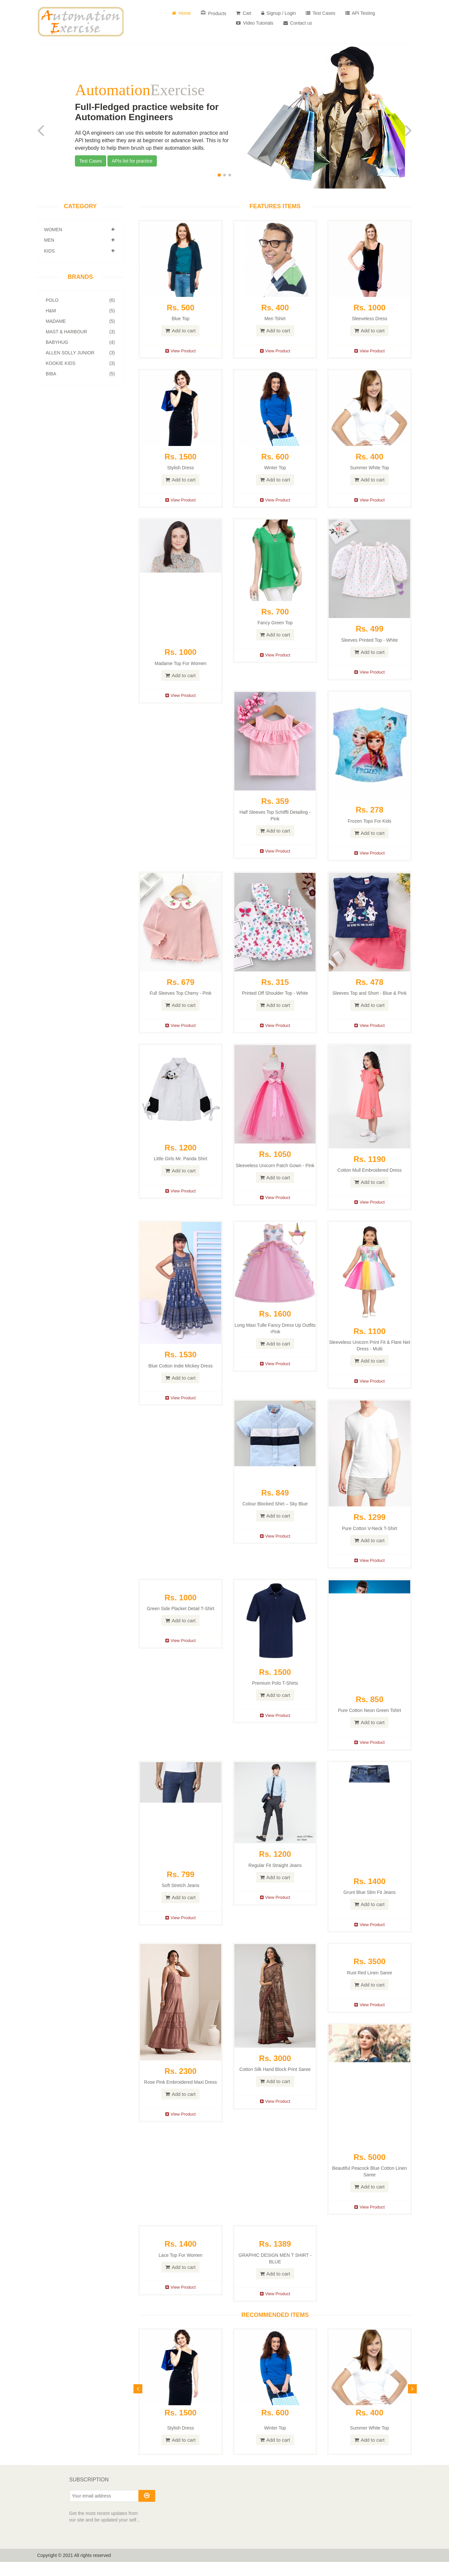 Automation
Exercise
Home
Products
Cart
Signup / Login
Test Cases
API Testing
Video Tutorials
Contact us
AutomationExercise
Full-Fledged practice website for
Automation Engineers
All QA engineers can use this website for automation practice and
API testing either they are at beginner or advance level. This is for
everybody to help them brush up their automation skills.
Test Cases
APIs list for practice
CATEGORY
WOMEN
MEN
KIDS
BRANDS
POLO (6)
H&M (5)
MADAME (5)
MAST & HARBOUR (3)
BABYHUG (4)
ALLEN SOLLY JUNIOR (3)
KOOKIE KIDS (3)
BIBA (5)
FEATURES ITEMS
Rs. 500
Blue Top
Add to cart
View Product
Rs. 400
Men Tshirt
Add to cart
View Product
Rs. 1000
Sleeveless Dress
Add to cart
View Product
Rs. 1500
Stylish Dress
Add to cart
View Product
Rs. 600
Winter Top
Add to cart
View Product
Rs. 400
Summer White Top
Add to cart
View Product
Rs. 1000
Madame Top For Women
Add to cart
View Product
Rs. 700
Fancy Green Top
Add to cart
View Product
Rs. 499
Sleeves Printed Top - White
Add to cart
View Product
Rs. 359
Half Sleeves Top Schiffli Detailing -
Pink
Add to cart
View Product
Rs. 278
Frozen Tops For Kids
Add to cart
View Product
Rs. 679
Full Sleeves Top Cherry - Pink
Add to cart
View Product
Rs. 315
Printed Off Shoulder Top - White
Add to cart
View Product
Rs. 478
Sleeves Top and Short - Blue & Pink
Add to cart
View Product
Rs. 1200
Little Girls Mr. Panda Shirt
Add to cart
View Product
Rs. 1050
Sleeveless Unicorn Patch Gown - Pink
Add to cart
View Product
Rs. 1190
Cotton Mull Embroidered Dress
Add to cart
View Product
Rs. 1530
Blue Cotton Indie Mickey Dress
Add to cart
View Product
Rs. 1600
Long Maxi Tulle Fancy Dress Up Outfits
-Pink
Add to cart
View Product
Rs. 1100
Sleeveless Unicorn Print Fit & Flare Net
Dress - Multi
Add to cart
View Product
Rs. 849
Colour Blocked Shirt – Sky Blue
Add to cart
View Product
Rs. 1299
Pure Cotton V-Neck T-Shirt
Add to cart
View Product
Rs. 1000
Green Side Placket Detail T-Shirt
Add to cart
View Product
Rs. 1500
Premium Polo T-Shirts
Add to cart
View Product
Rs. 850
Pure Cotton Neon Green Tshirt
Add to cart
View Product
Rs. 799
Soft Stretch Jeans
Add to cart
View Product
Rs. 1200
Regular Fit Straight Jeans
Add to cart
View Product
Rs. 1400
Grunt Blue Slim Fit Jeans
Add to cart
View Product
Rs. 2300
Rose Pink Embroidered Maxi Dress
Add to cart
View Product
Rs. 3000
Cotton Silk Hand Block Print Saree
Add to cart
View Product
Rs. 3500
Rust Red Linen Saree
Add to cart
View Product
Rs. 5000
Beautiful Peacock Blue Cotton Linen
Saree
Add to cart
View Product
Rs. 1400
Lace Top For Women
Add to cart
View Product
Rs. 1389
GRAPHIC DESIGN MEN T SHIRT -
BLUE
Add to cart
View Product
RECOMMENDED ITEMS
Rs. 1500
Stylish Dress
Add to cart
Rs. 600
Winter Top
Add to cart
Rs. 400
Summer White Top
Add to cart
SUBSCRIPTION
Your email address
Get the most recent updates from
our site and be updated your self...
Copyright © 2021 All rights reserved